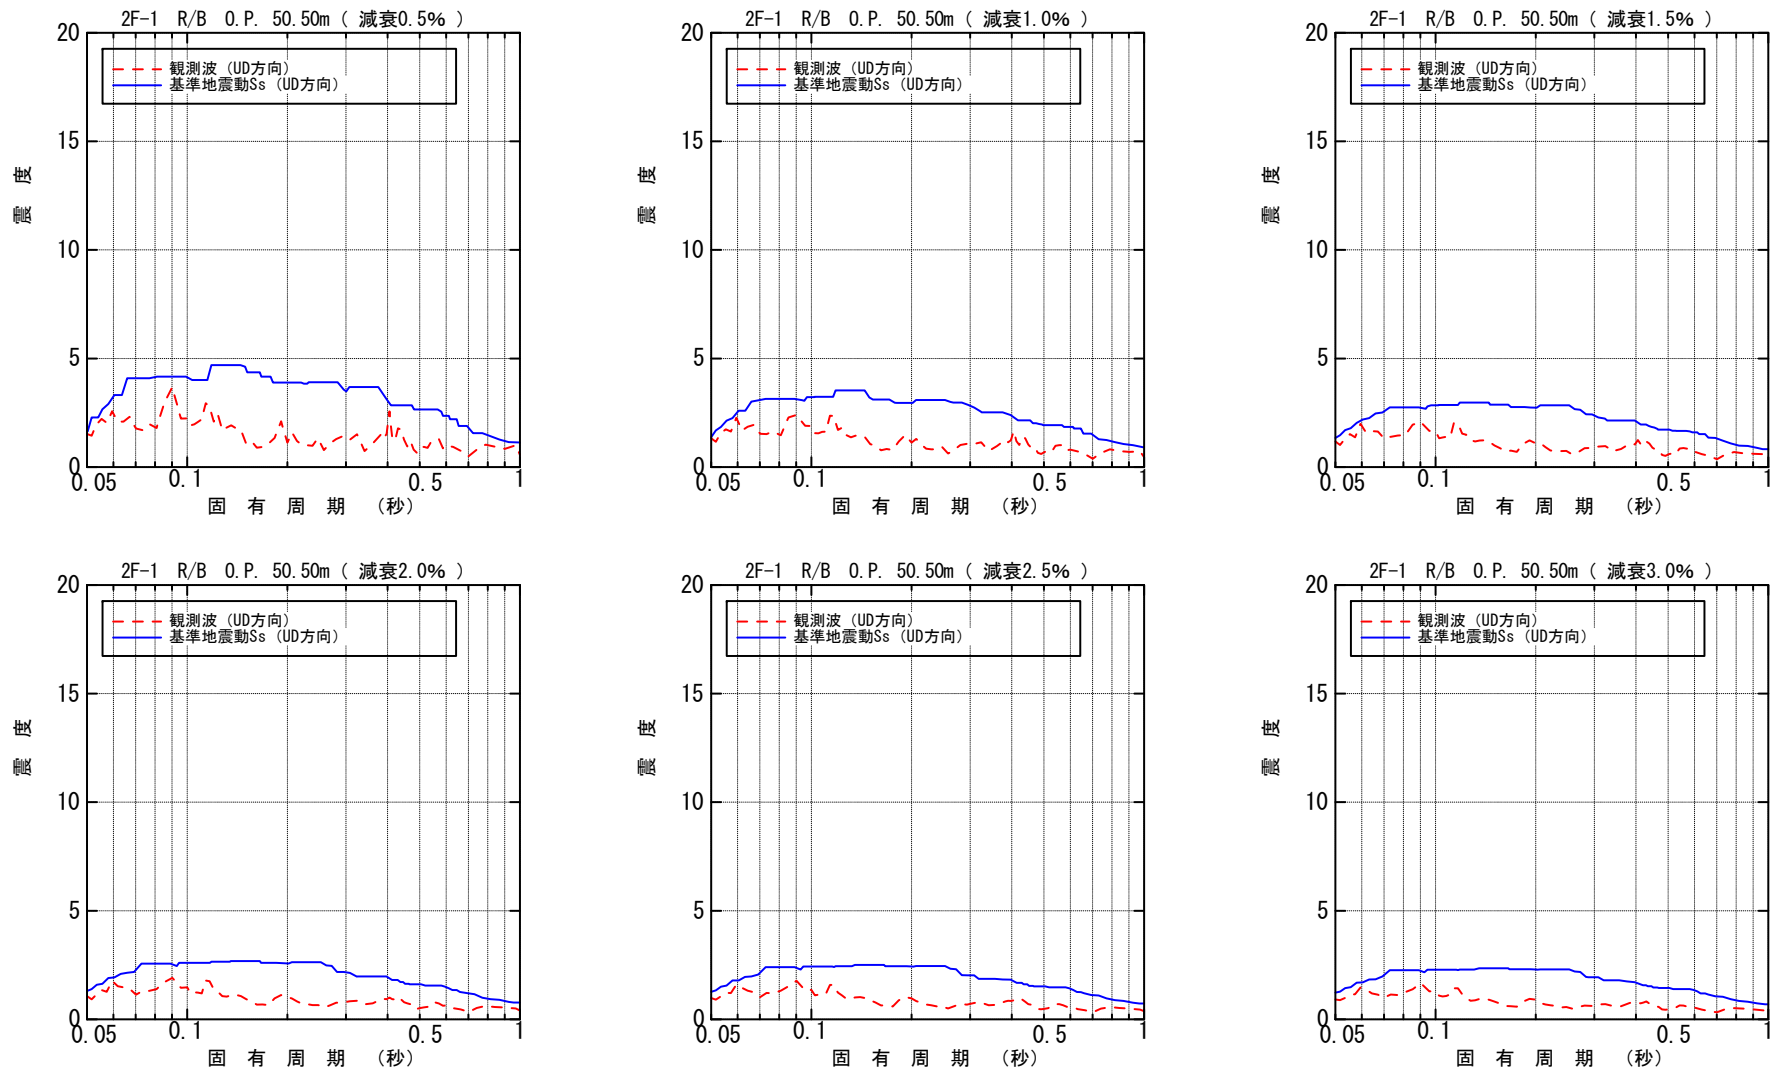 2F-1 R/B O.P. 50.50m ( 減衰0.5% )
20
15
10
5
0
震 度
観測波 (UD方向)
基準地震動Ss (UD方向)
0.05 0.1 0.5 1
固 有 周 期 (秒)
2F-1 R/B O.P. 50.50m ( 減衰1.0% )
20
15
10
5
0
震 度
観測波 (UD方向)
基準地震動Ss (UD方向)
0.05 0.1 0.5 1
固 有 周 期 (秒)
2F-1 R/B O.P. 50.50m ( 減衰1.5% )
20
15
10
5
0
震 度
観測波 (UD方向)
基準地震動Ss (UD方向)
0.05 0.1 0.5 1
固 有 周 期 (秒)
2F-1 R/B O.P. 50.50m ( 減衰2.0% )
20
15
10
5
0
震 度
観測波 (UD方向)
基準地震動Ss (UD方向)
0.05 0.1 0.5 1
固 有 周 期 (秒)
2F-1 R/B O.P. 50.50m ( 減衰2.5% )
20
15
10
5
0
震 度
観測波 (UD方向)
基準地震動Ss (UD方向)
0.05 0.1 0.5 1
固 有 周 期 (秒)
2F-1 R/B O.P. 50.50m ( 減衰3.0% )
20
15
10
5
0
震 度
観測波 (UD方向)
基準地震動Ss (UD方向)
0.05 0.1 0.5 1
固 有 周 期 (秒)